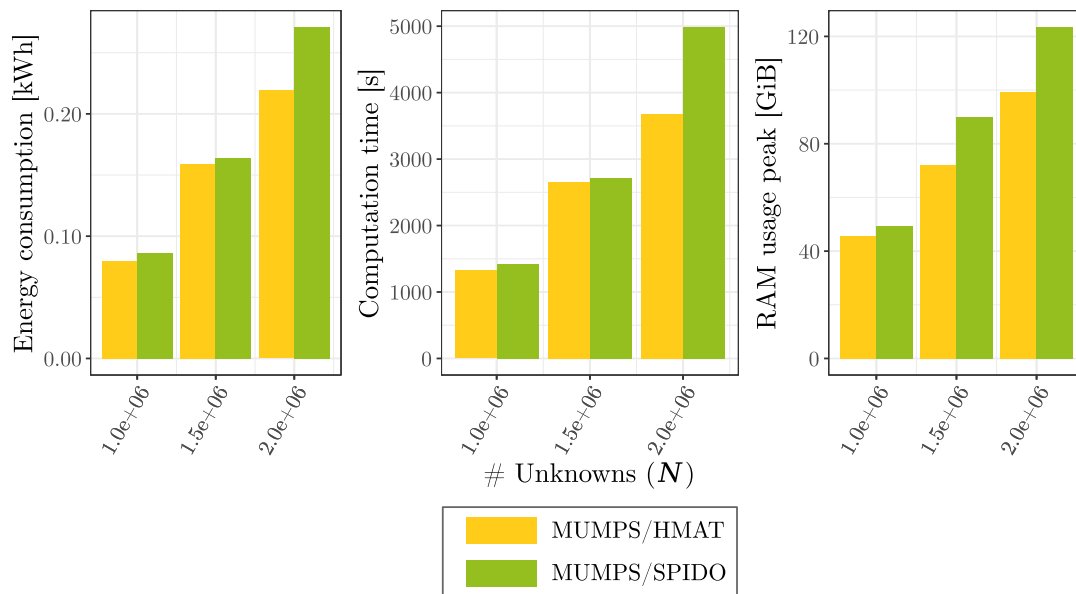 Energy consumption [kWh]
0.20
0.10
0.00
1.0e+06
1.5e+06
2.0e+06
Computation time [s]
5000
4000
3000
2000
1000
0
1.0e+06
1.5e+06
2.0e+06
RAM usage peak [GiB]
120
80
40
0
1.0e+06
1.5e+06
2.0e+06
# Unknowns (N)
MUMPS/HMAT
MUMPS/SPIDO